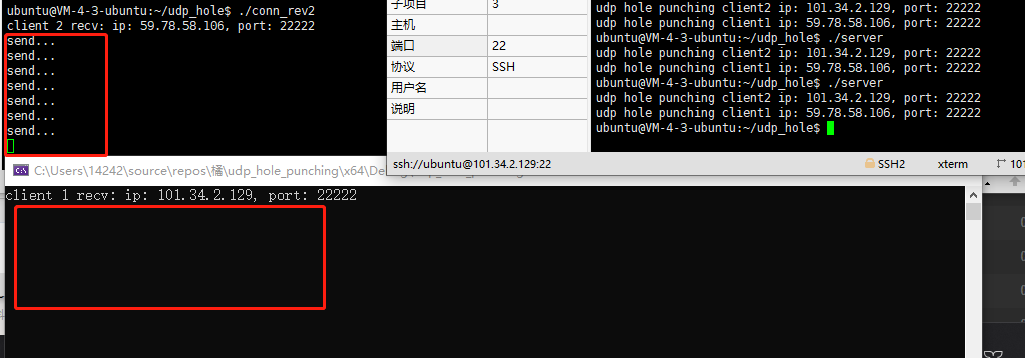 ubuntu@VM-4-3-ubuntu:~/udp_hole$ ./conn_rev2
client 2 recv: ip: 59.78.58.106, port: 22222
send...
send...
send...
send...
send...
send...
send...
子项目 3
主机
端口 22
协议 SSH
用户名
说明
ssh://ubuntu@101.34.2.129:22
udp hole punching client2 ip: 101.34.2.129, port: 22222
udp hole punching client1 ip: 59.78.58.106, port: 22222
ubuntu@VM-4-3-ubuntu:~/udp_hole$ ./server
udp hole punching client2 ip: 101.34.2.129, port: 22222
udp hole punching client1 ip: 59.78.58.106, port: 22222
ubuntu@VM-4-3-ubuntu:~/udp_hole$ ./server
udp hole punching client2 ip: 101.34.2.129, port: 22222
udp hole punching client1 ip: 59.78.58.106, port: 22222
ubuntu@VM-4-3-ubuntu:~/udp_hole$
SSH2 xterm 101
C:\Users\14242\source\repos\橘\udp_hole_punching\x64\De
client 1 recv: ip: 101.34.2.129, port: 22222